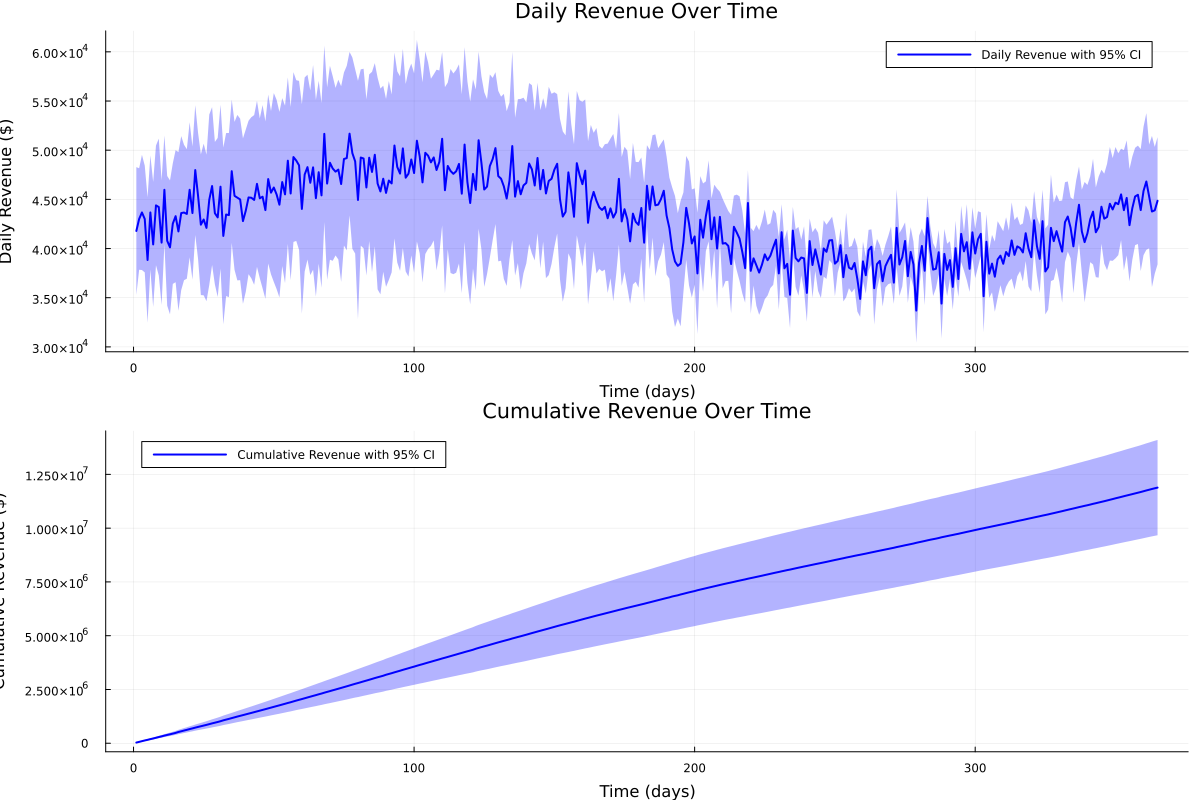 Daily Revenue Over Time
Daily Revenue ($)
6.00×10⁴
5.50×10⁴
5.00×10⁴
4.50×10⁴
4.00×10⁴
3.50×10⁴
3.00×10⁴
Daily Revenue with 95% CI
0 100 200 300
Time (days)
Cumulative Revenue Over Time
Cumulative Revenue ($)
1.250×10⁷
1.000×10⁷
7.500×10⁶
5.000×10⁶
2.500×10⁶
0
Cumulative Revenue with 95% CI
0 100 200 300
Time (days)